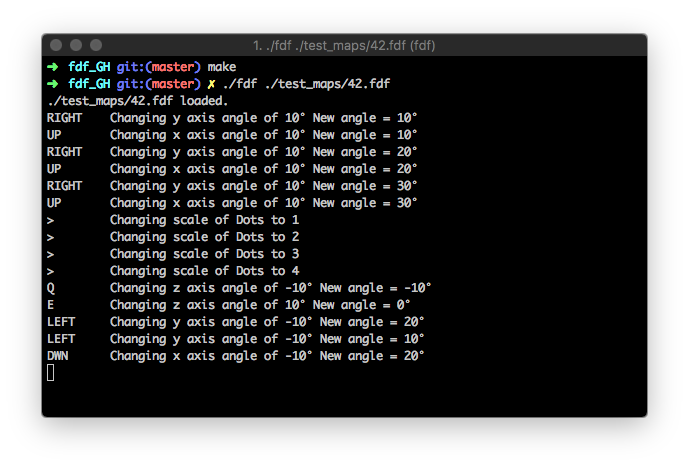 1. ./fdf ./test_maps/42.fdf (fdf)
➜ fdf_GH git:(master) make
➜ fdf_GH git:(master) ✗ ./fdf ./test_maps/42.fdf
./test_maps/42.fdf loaded.
RIGHT Changing y axis angle of 10° New angle = 10°
UP Changing x axis angle of 10° New angle = 10°
RIGHT Changing y axis angle of 10° New angle = 20°
UP Changing x axis angle of 10° New angle = 20°
RIGHT Changing y axis angle of 10° New angle = 30°
UP Changing x axis angle of 10° New angle = 30°
> Changing scale of Dots to 1
> Changing scale of Dots to 2
> Changing scale of Dots to 3
> Changing scale of Dots to 4
Q Changing z axis angle of -10° New angle = -10°
E Changing z axis angle of 10° New angle = 0°
LEFT Changing y axis angle of -10° New angle = 20°
LEFT Changing y axis angle of -10° New angle = 10°
DWN Changing x axis angle of -10° New angle = 20°